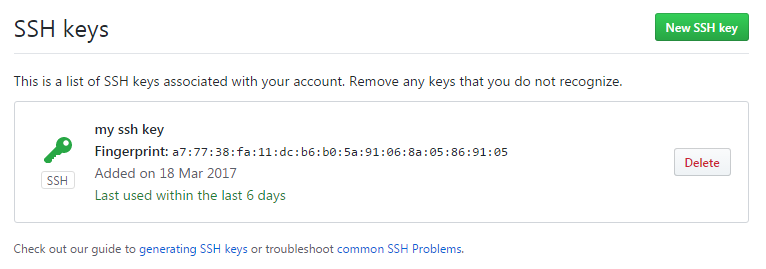 SSH keys
New SSH key
This is a list of SSH keys associated with your account. Remove any keys that you do not recognize.
my ssh key
Fingerprint: a7:77:38:fa:11:dc:b6:b0:5a:91:06:8a:05:86:91:05
SSH
Added on 18 Mar 2017
Delete
Last used within the last 6 days
Check out our guide to generating SSH keys or troubleshoot common SSH Problems.